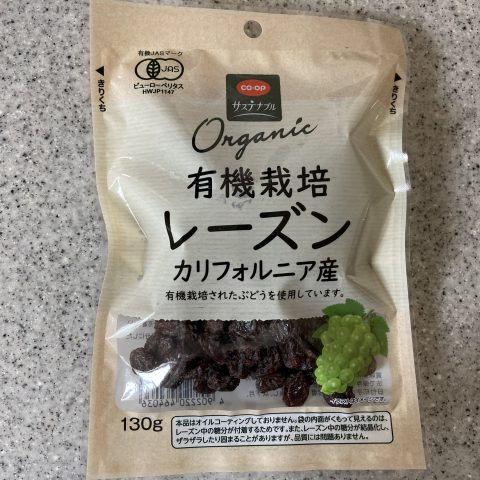 有機JASマーク
JAS
ビューローベリタス
HWJP1147
きりくち
きりくち
CO·OP
サステナブル
Organic
有機栽培
レーズン
カリフォルニア産
有機栽培されたぶどうを使用しています。
4 902220 464036
130g
本品はオイルコーティングしておりません。袋の内面がくもって見えるのは、
レーズン中の糖分が付着するためです。また、レーズン中の糖分が結晶化し、
ザラザラしたり固まることがありますが、品質には問題ありません。